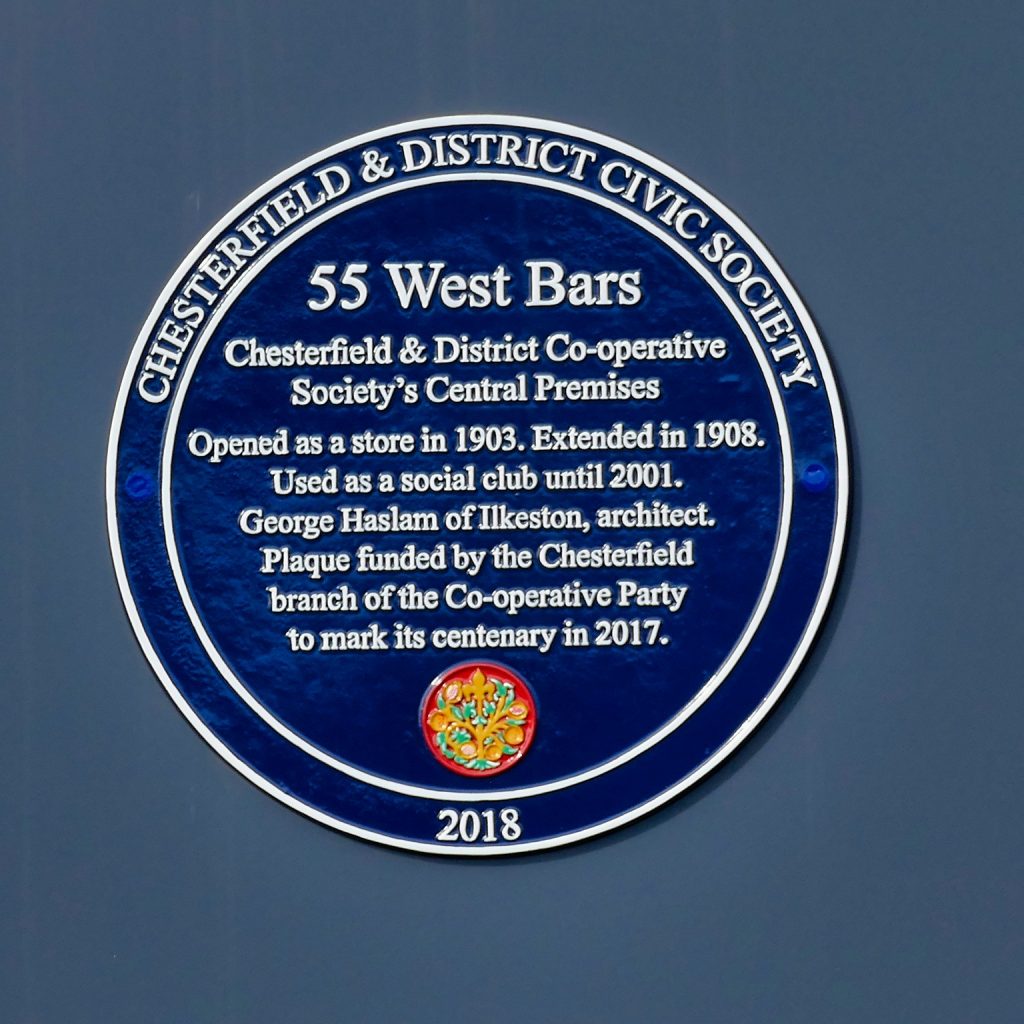 CHESTERFIELD & DISTRICT CIVIC SOCIETY
55 West Bars
Chesterfield & District Co-operative
Society’s Central Premises
Opened as a store in 1903. Extended in 1908.
Used as a social club until 2001.
George Haslam of Ilkeston, architect.
Plaque funded by the Chesterfield
branch of the Co-operative Party
to mark its centenary in 2017.
2018